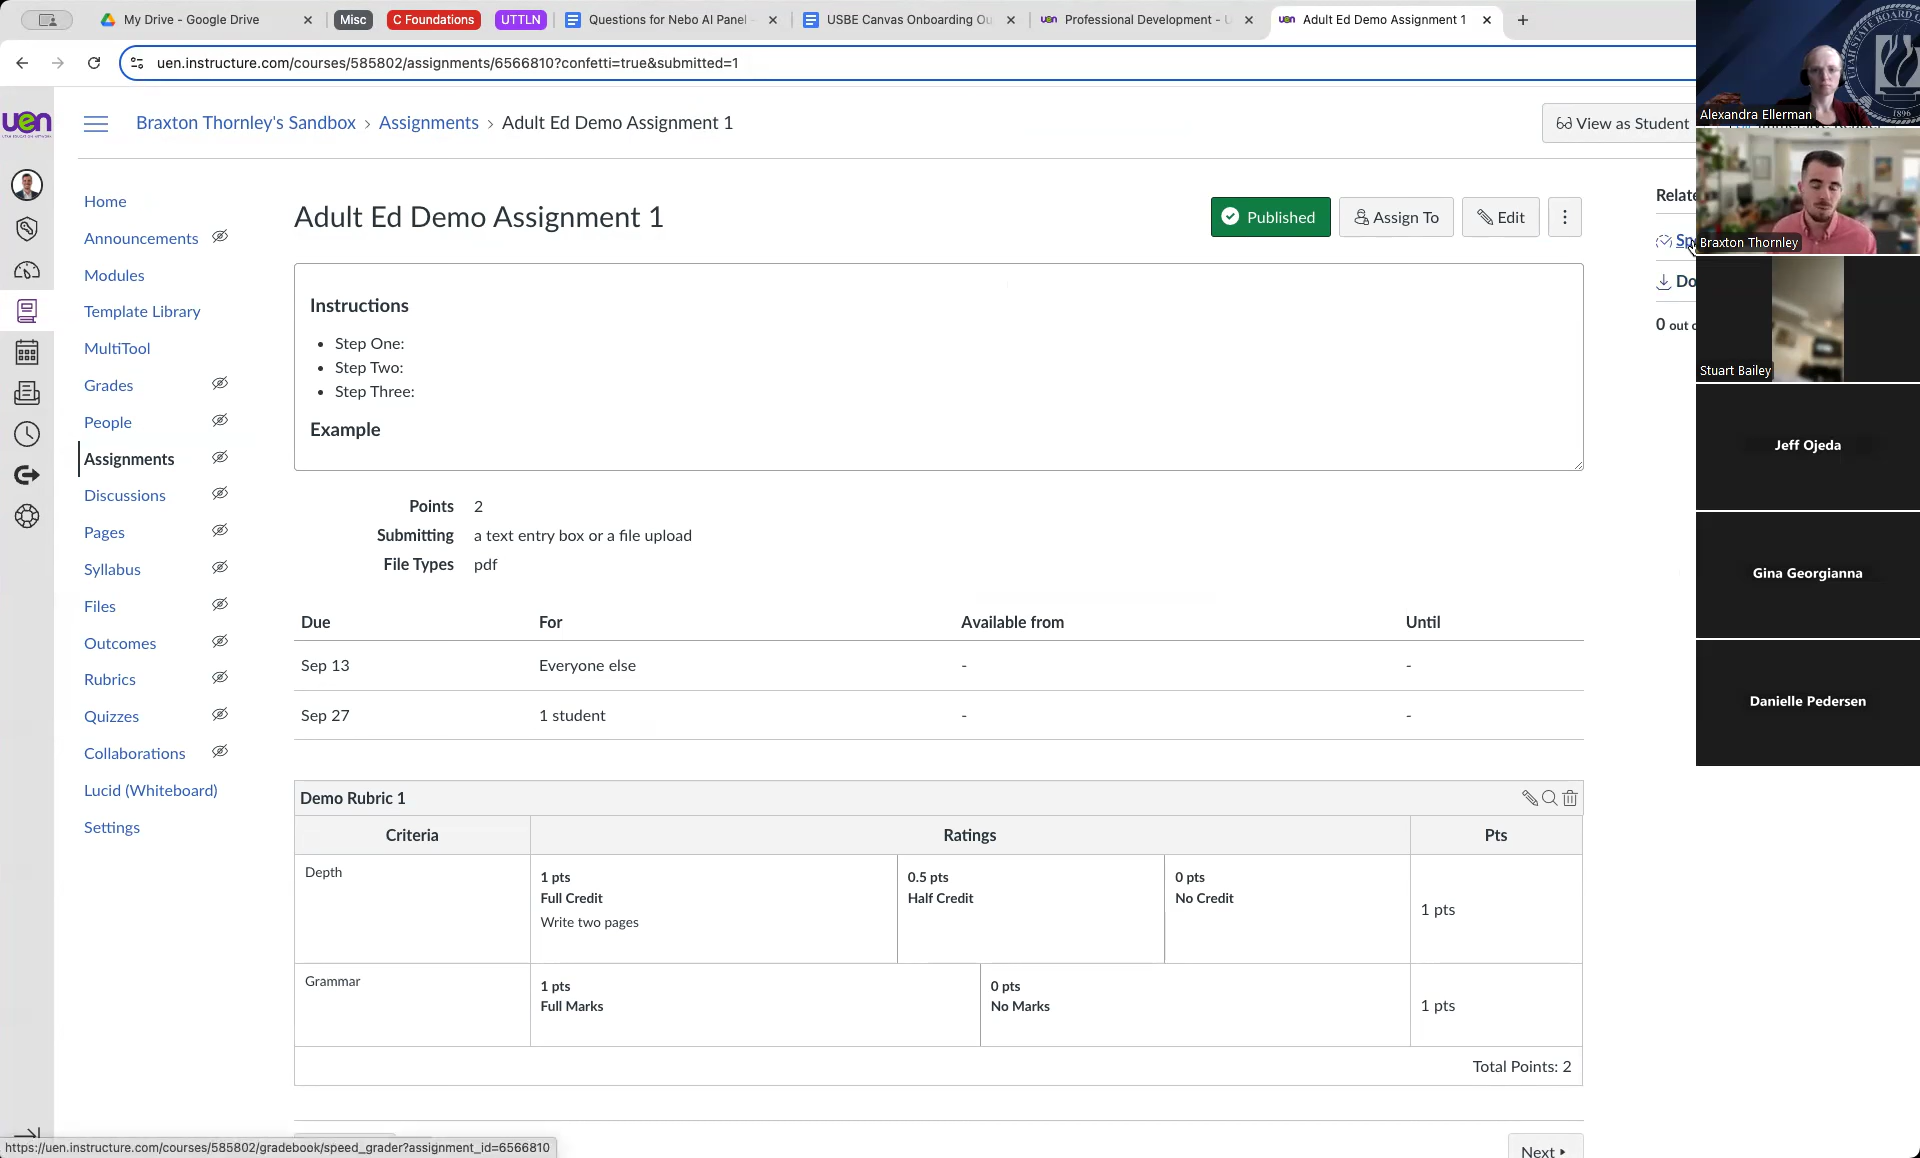 My Drive - Google Drive
Misc
C Foundations
UTTLN
Questions for Nebo AI Panel
USBE Canvas Onboarding Ou
Professional Development - U
Adult Ed Demo Assignment 1
uen.instructure.com/courses/585802/assignments/6566810?confetti=true&submitted=1
uen
Braxton Thornley's Sandbox › Assignments › Adult Ed Demo Assignment 1
View as Student
Home
Announcements
Modules
Template Library
MultiTool
Grades
People
Assignments
Discussions
Pages
Syllabus
Files
Outcomes
Rubrics
Quizzes
Collaborations
Lucid (Whiteboard)
Settings
Adult Ed Demo Assignment 1
Published
Assign To
Edit
Instructions
• Step One:
• Step Two:
• Step Three:
Example
Points 2
Submitting a text entry box or a file upload
File Types pdf
Due For Available from Until
Sep 13 Everyone else - -
Sep 27 1 student - -
Demo Rubric 1
Criteria Ratings Pts
Depth
1 pts
Full Credit
Write two pages
0.5 pts
Half Credit
0 pts
No Credit
1 pts
Grammar
1 pts
Full Marks
0 pts
No Marks
1 pts
Total Points: 2
Next
Relate
Sp
Do
0 out o
Alexandra Ellerman
1896
Braxton Thornley
Stuart Bailey
Jeff Ojeda
Gina Georgianna
Danielle Pedersen
https://uen.instructure.com/courses/585802/gradebook/speed_grader?assignment_id=6566810